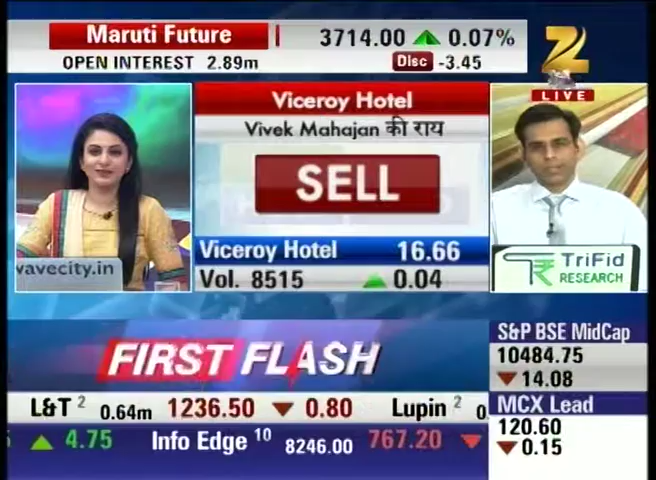 Maruti Future
3714.00 0.07%
OPEN INTEREST 2.89m
Disc -3.45
Z
LIVE
Viceroy Hotel
Vivek Mahajan की राय
SELL
Viceroy Hotel 16.66
Vol. 8515 0.04
wavecity.in
TriFid
RESEARCH
FIRST FLASH
S&P BSE MidCap
10484.75
14.08
MCX Lead
120.60
0.15
L&T 2 0.64m 1236.50 0.80 Lupin 2 0
4.75 Info Edge 10 8246.00 767.20